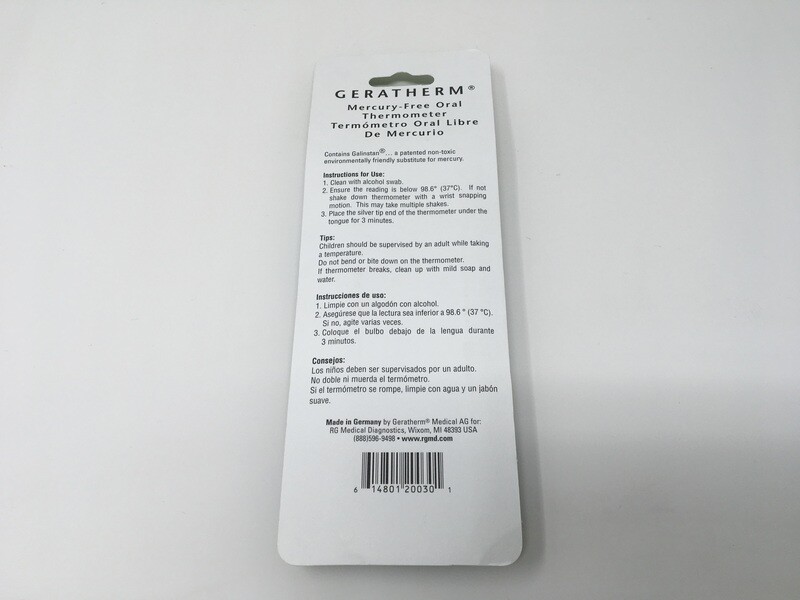 GERATHERM®
Mercury-Free Oral
Thermometer
Termómetro Oral Libre
De Mercurio
Contains Galinstan®... a patented non-toxic
environmentally friendly substitute for mercury.
Instructions for Use:
1. Clean with alcohol swab.
2. Ensure the reading is below 98.6° (37°C). If not
shake down thermometer with a wrist snapping
motion. This may take multiple shakes.
3. Place the silver tip end of the thermometer under the
tongue for 3 minutes.
Tips:
Children should be supervised by an adult while taking
a temperature.
Do not bend or bite down on the thermometer.
If thermometer breaks, clean up with mild soap and
water.
Instrucciones de uso:
1. Limpie con un algodón con alcohol.
2. Asegúrese que la lectura sea inferior a 98.6 ° (37 °C).
Si no, agite varias veces.
3. Coloque el bulbo debajo de la lengua durante
3 minutos.
Consejos:
Los niños deben ser supervisados por un adulto.
No doble ni muerda el termómetro.
Si el termómetro se rompe, limpie con agua y un jabón
suave.
Made in Germany by Geratherm® Medical AG for:
RG Medical Diagnostics, Wixom, MI 48393 USA
(888)596-9498 • www.rgmd.com
6 14801 20030 1